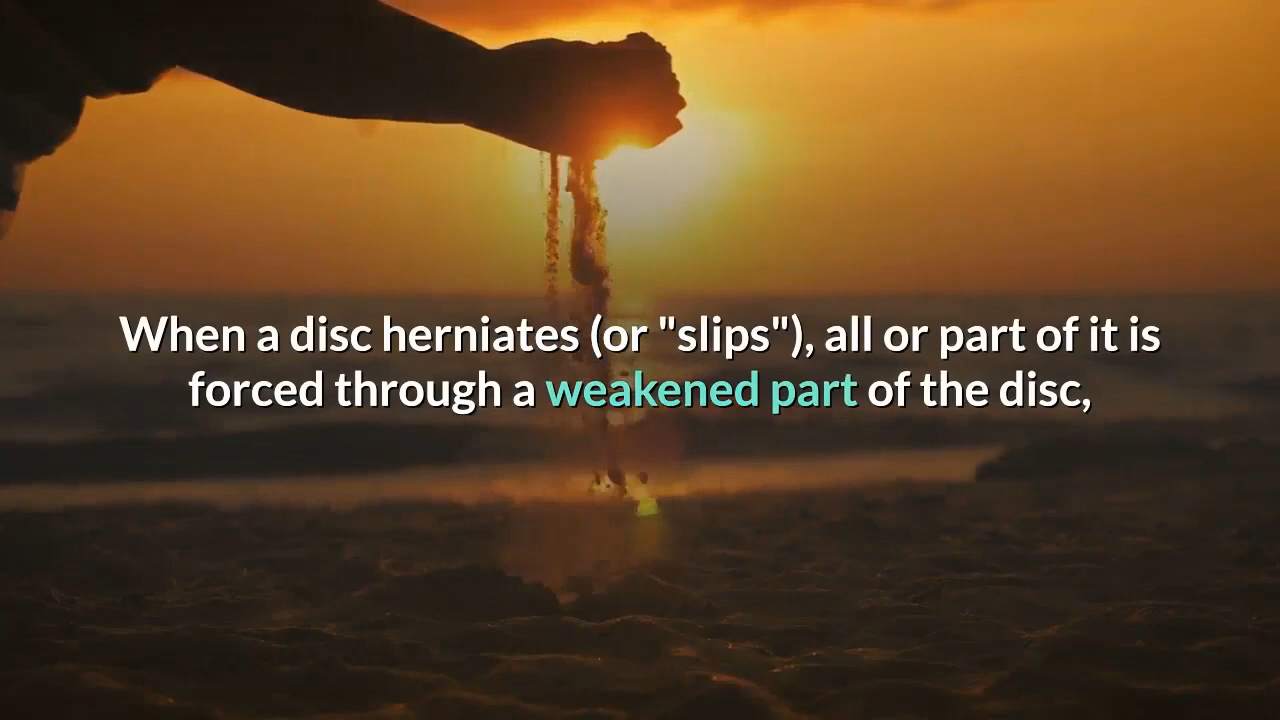 When a disc herniates (or "slips"), all or part of it is
forced through a weakened part of the disc,